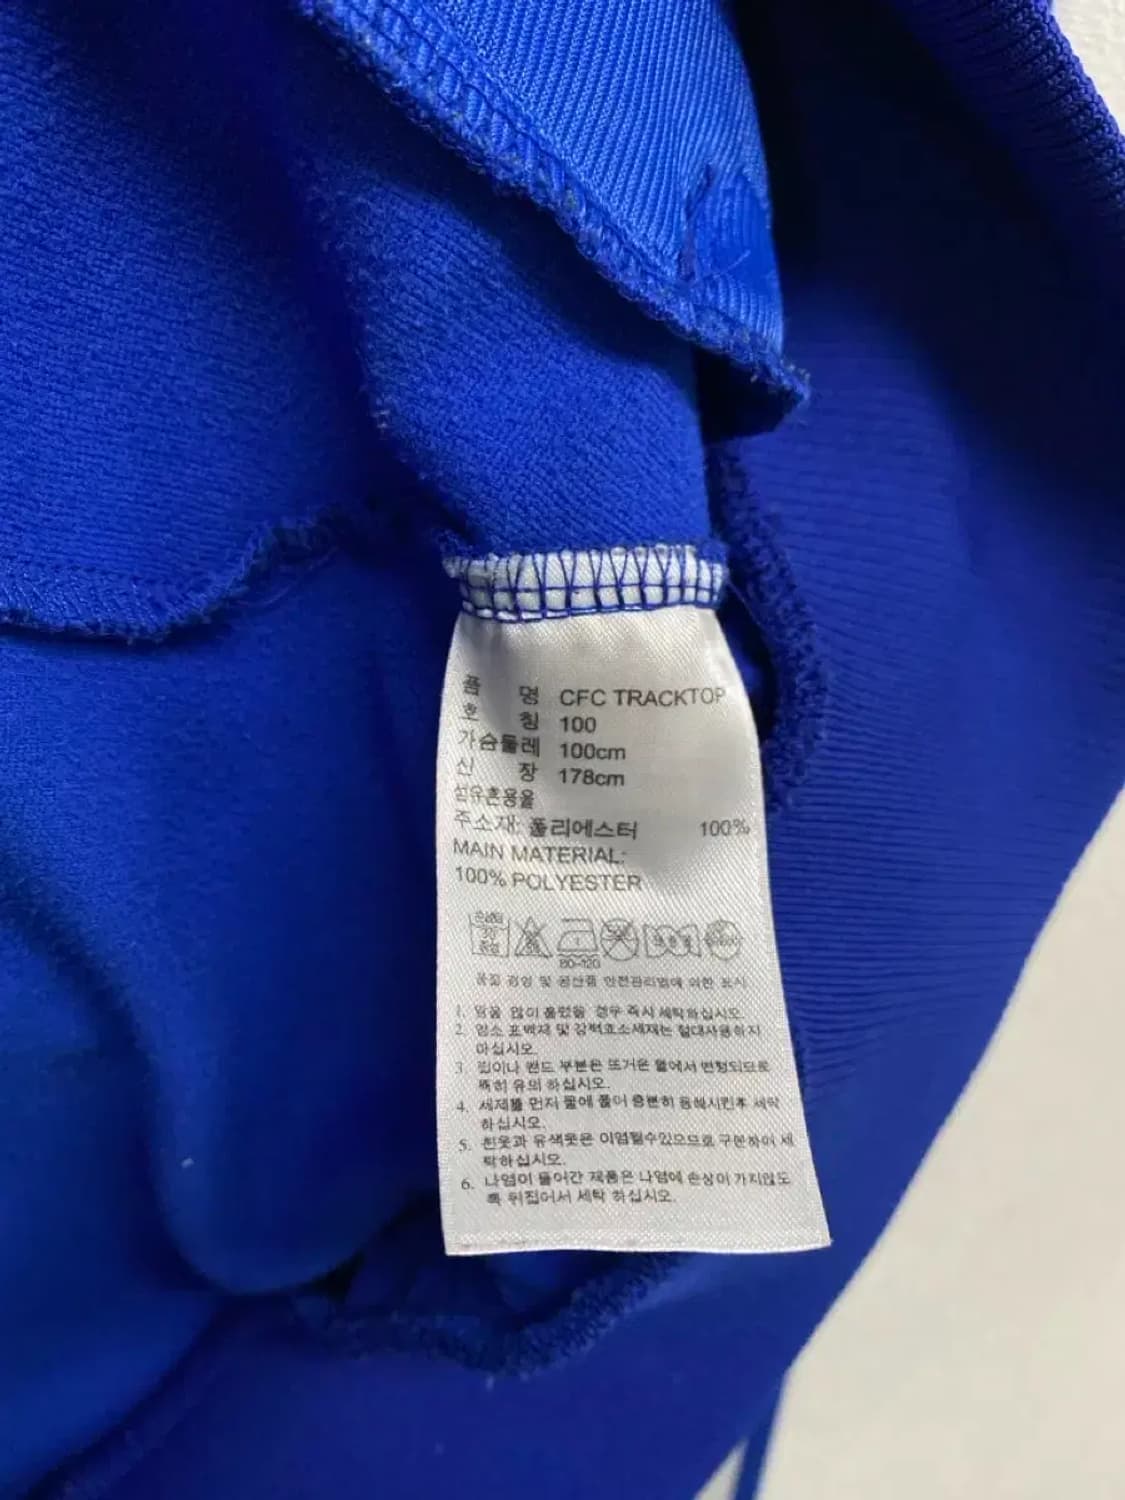 품 명 CFC TRACKTOP
호 칭 100
가슴둘레 100cm
신 장 178cm
섬유혼용율
주소재: 폴리에스터 100%
MAIN MATERIAL:
100% POLYESTER
손세탁 30 중성
80~120
품질 경영 및 공산품 안전관리법에 의한 표시
1. 땀을 많이 흘렸을 경우 즉시 세탁하십시오.
2. 염소 표백제 및 강력효소세제는 절대사용하지
마십시오.
3. 깃이나 밴드 부분은 뜨거운 물에서 변형되므로
특히 유의 하십시오.
4. 세제를 먼저 물에 풀어 충분히 용해시킨후 세탁
하십시오.
5. 흰옷과 유색옷은 이염될수있으므로 구분하여 세
탁하십시오.
6. 나염이 들어간 제품은 나염에 손상이 가지않도
록 뒤집어서 세탁 하십시오.